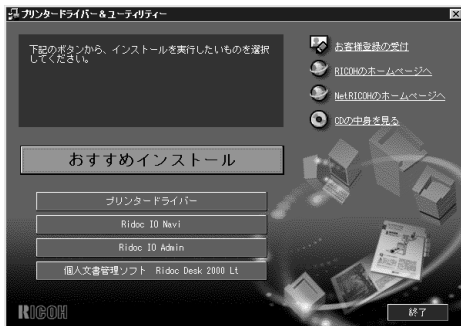 プリンタードライバー&ユーティリティー
下記のボタンから、インストールを実行したいものを選択
してください。
お客様登録の受付
RICOHのホームページへ
NetRICOHのホームページへ
CDの中身を見る
おすすめインストール
プリンタードライバー
Ridoc IO Navi
Ridoc IO Admin
個人文書管理ソフト Ridoc Desk 2000 Lt
RICOH
終了